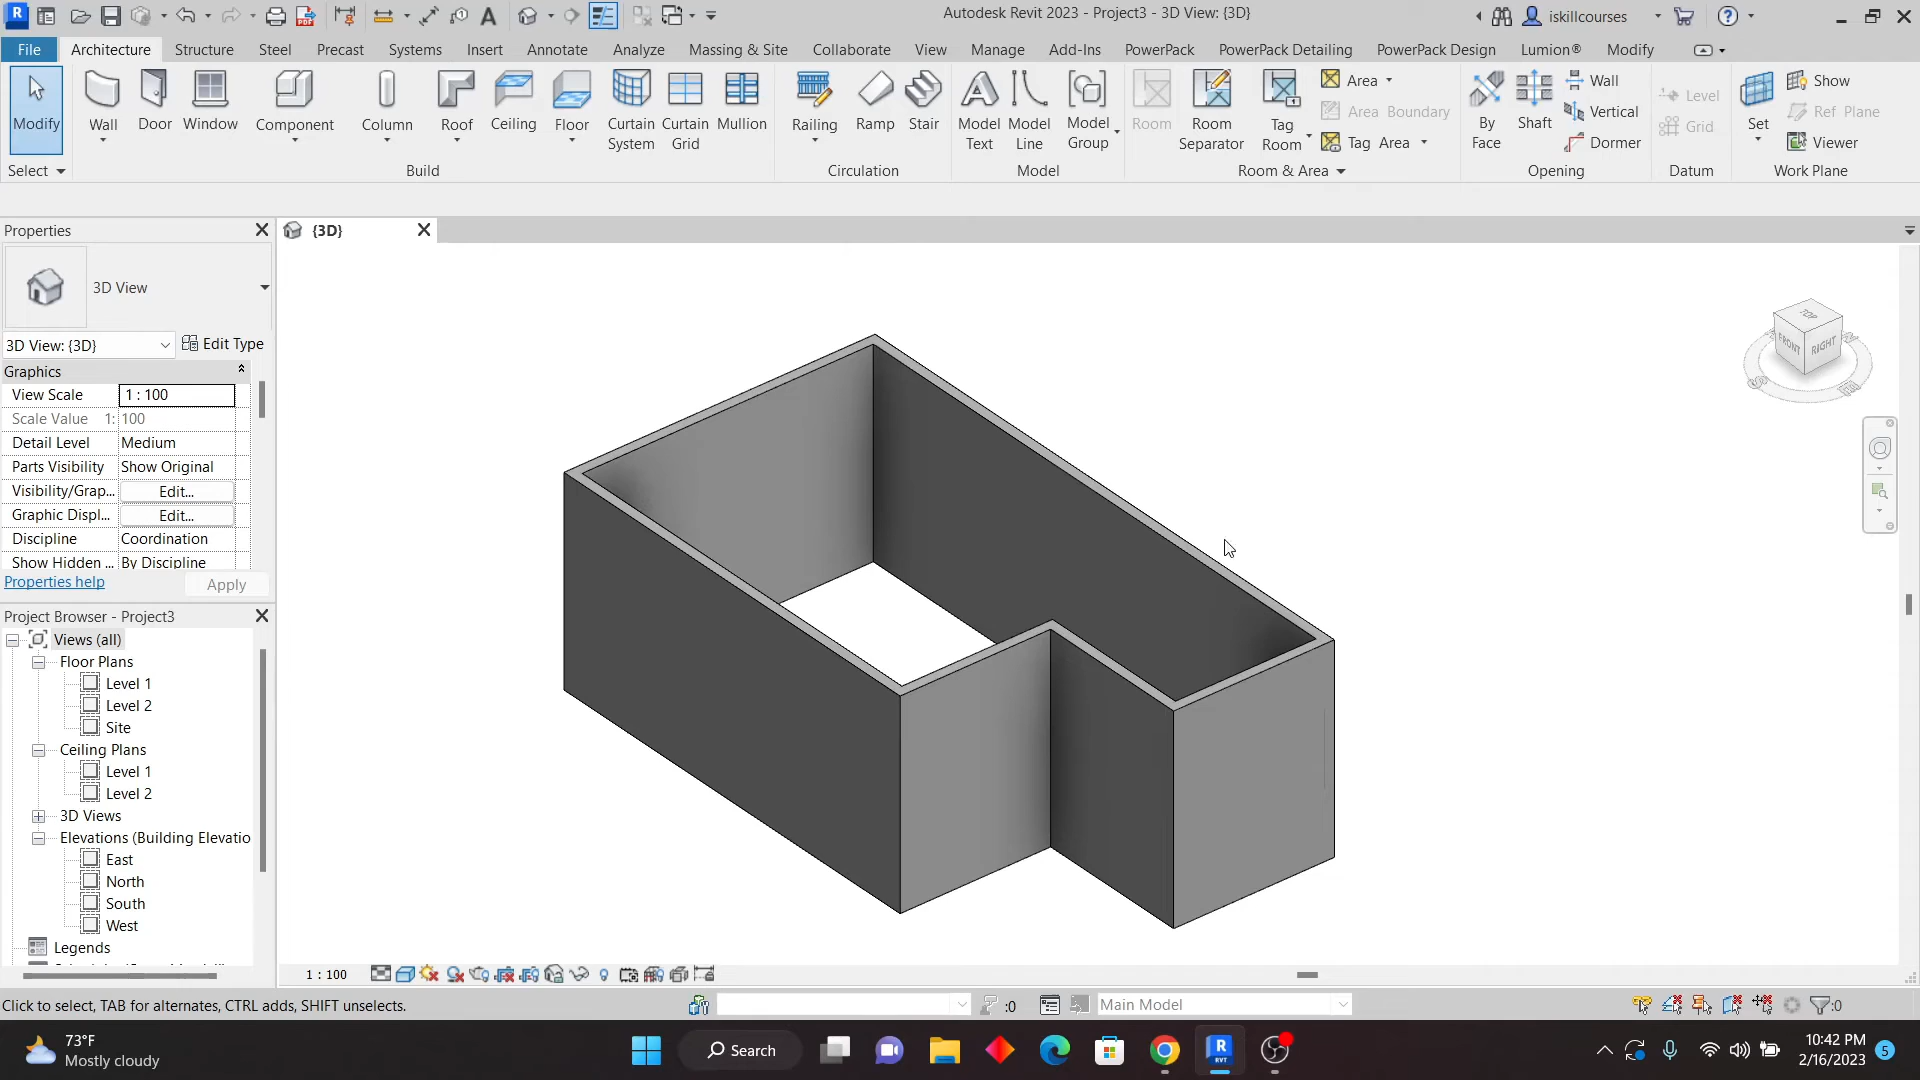 Autodesk Revit 2023 - Project3 - 3D View: {3D}
iskillcourses
File Architecture Structure Steel Precast Systems Insert Annotate Analyze Massing & Site Collaborate View Manage Add-Ins PowerPack PowerPack Detailing PowerPack Design Lumion® Modify
Modify
Wall Door Window Component Column Roof Ceiling Floor Curtain System Curtain Grid Mullion
Railing Ramp Stair
Model Text Model Line Model Group
Room Room Separator Tag Room Area Area Boundary Tag Area
By Face Shaft Wall Vertical Dormer
Level Grid
Set Show Ref Plane Viewer
Select Build Circulation Model Room & Area Opening Datum Work Plane
Properties
{3D}
3D View
3D View: {3D} Edit Type
Graphics
View Scale 1 : 100
Scale Value 1: 100
Detail Level Medium
Parts Visibility Show Original
Visibility/Grap... Edit...
Graphic Displ... Edit...
Discipline Coordination
Show Hidden ... By Discipline
Properties help Apply
Project Browser - Project3
Views (all)
Floor Plans
Level 1
Level 2
Site
Ceiling Plans
Level 1
Level 2
3D Views
Elevations (Building Elevatio
East
North
South
West
Legends
TOP
FRONT RIGHT
S
1 : 100
Click to select, TAB for alternates, CTRL adds, SHIFT unselects.
:0
Main Model
:0
73°F
Mostly cloudy
Search
10:42 PM
2/16/2023
5